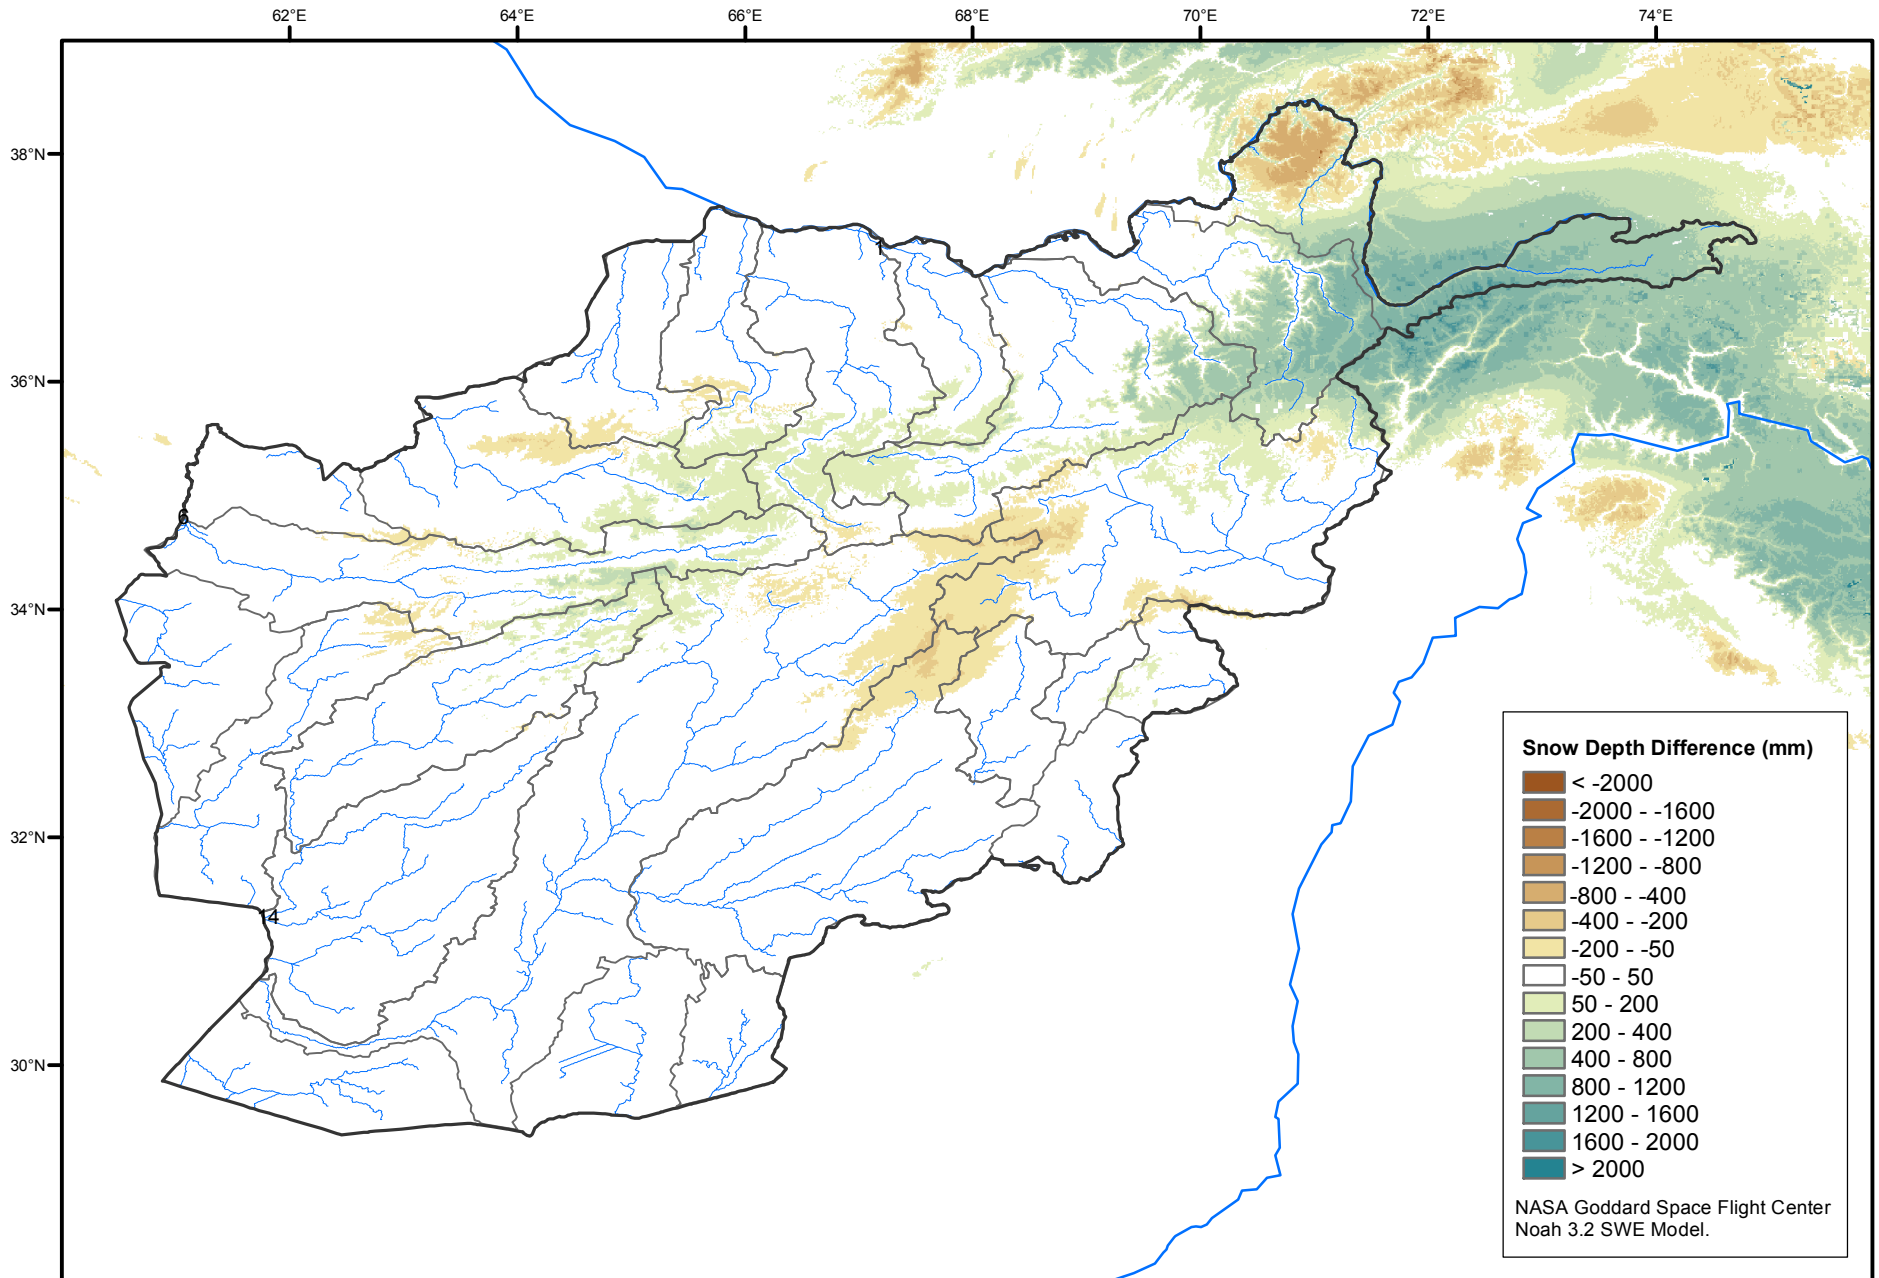 62°E 64°E 66°E 68°E 70°E 72°E 74°E
38°N
1
36°N
6
34°N
32°N
14
30°N
Snow Depth Difference (mm)
< -2000
-2000 - -1600
-1600 - -1200
-1200 - -800
-800 - -400
-400 - -200
-200 - -50
-50 - 50
50 - 200
200 - 400
400 - 800
800 - 1200
1200 - 1600
1600 - 2000
> 2000
NASA Goddard Space Flight Center
Noah 3.2 SWE Model.